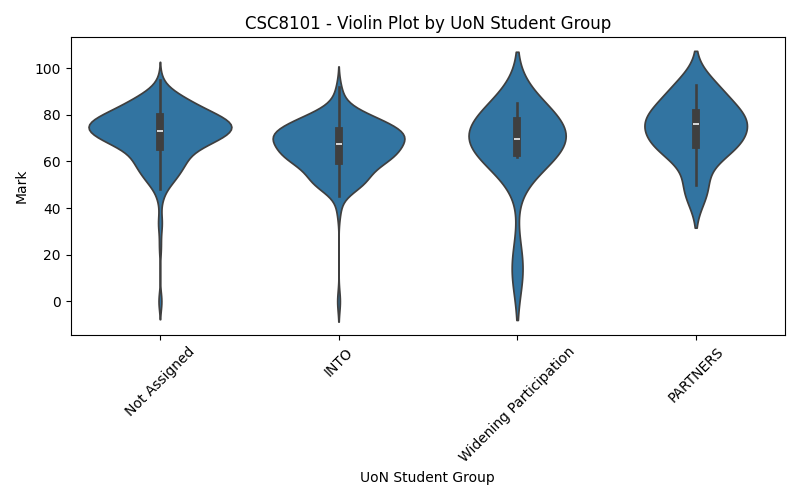 CSC8101 - Violin Plot by UoN Student Group
Mark
100
80
60
40
20
0
Not Assigned
INTO
Widening Participation
PARTNERS
UoN Student Group